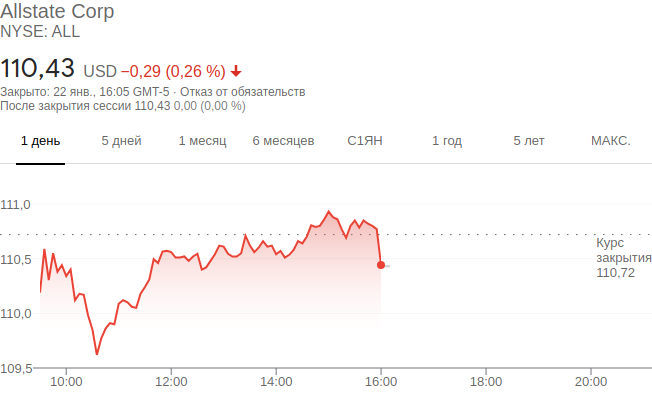 Allstate Corp
NYSE: ALL
110,43 USD −0,29 (0,26 %)
Закрыто: 22 янв., 16:05 GMT-5 · Отказ от обязательств
После закрытия сессии 110,43 0,00 (0,00 %)
1 день 5 дней 1 месяц 6 месяцев С1ЯН 1 год 5 лет МАКС.
111,0
110,5
110,0
109,5
Курс
закрытия
110,72
10:00 12:00 14:00 16:00 18:00 20:00